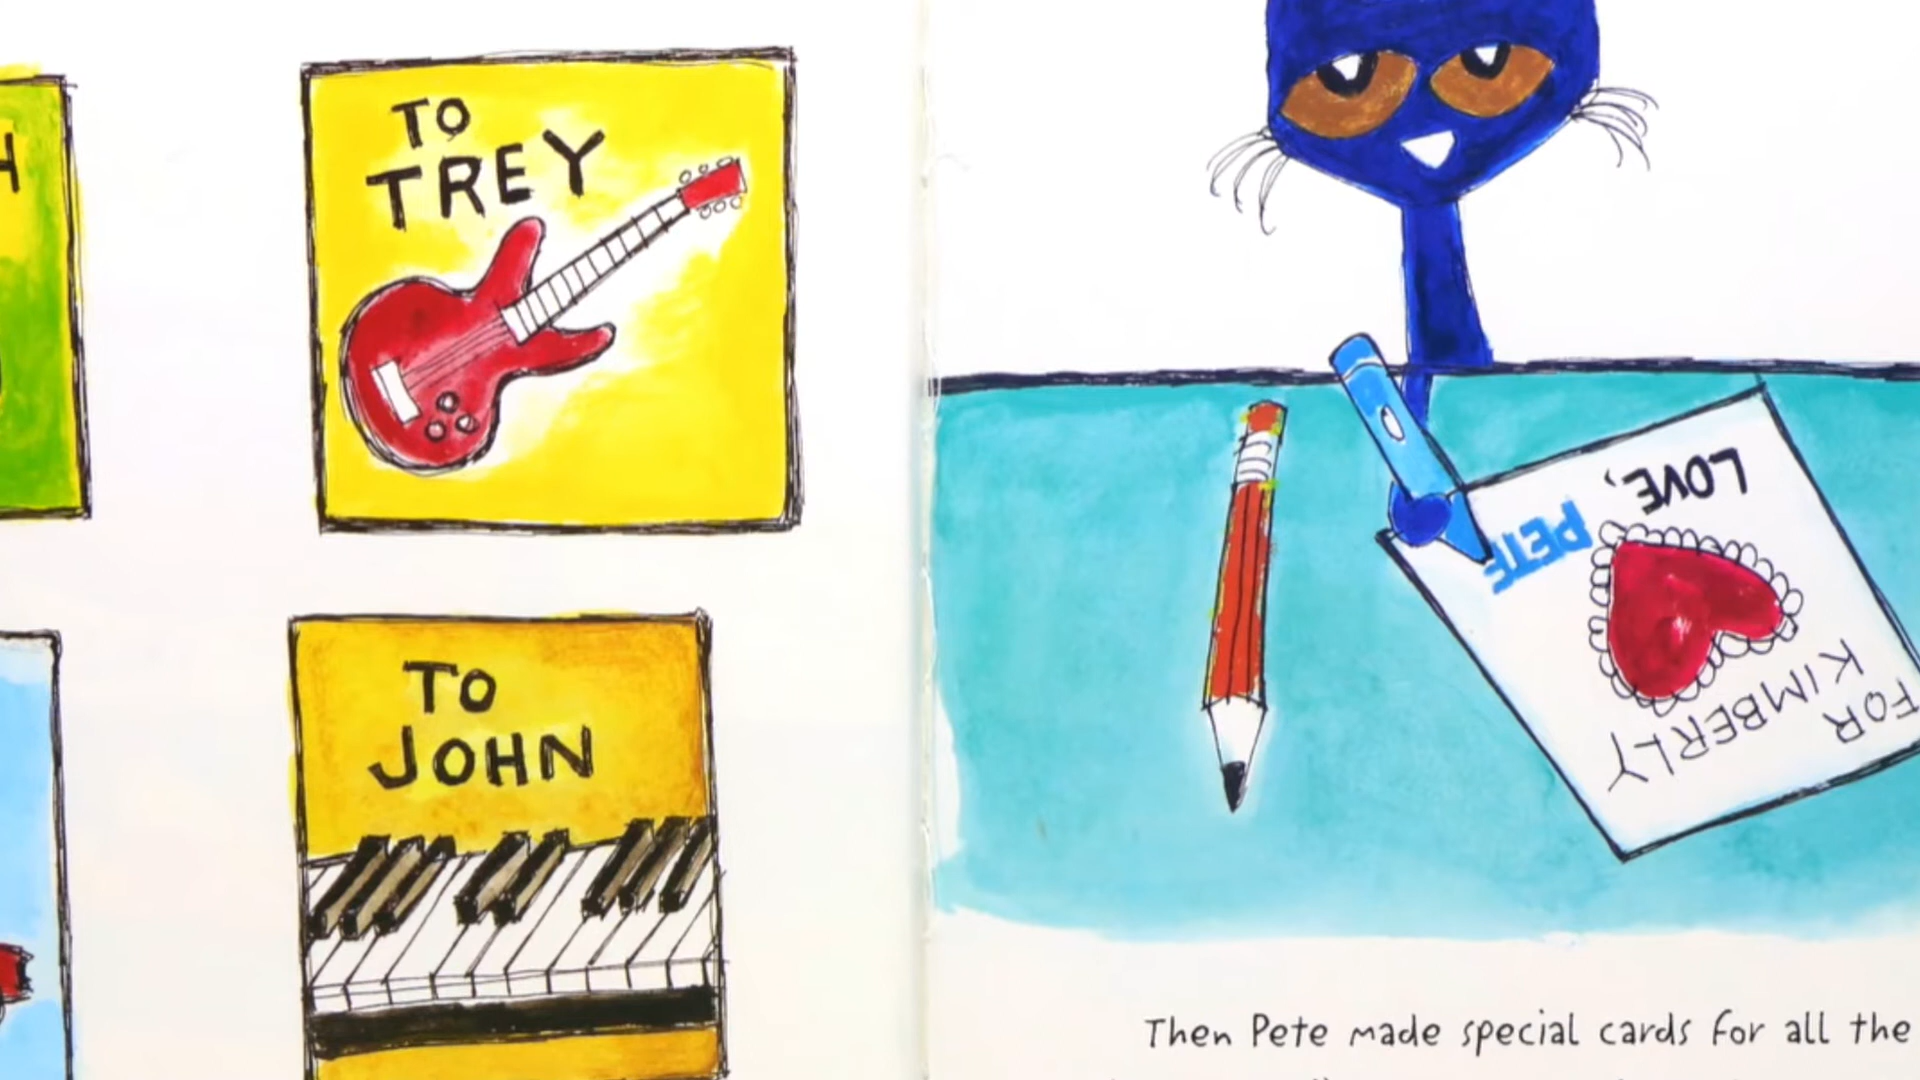 TO
TREY
TO
JOHN
LOVE,
PETE
FOR
KIMBERLY
Then Pete made special cards for all the